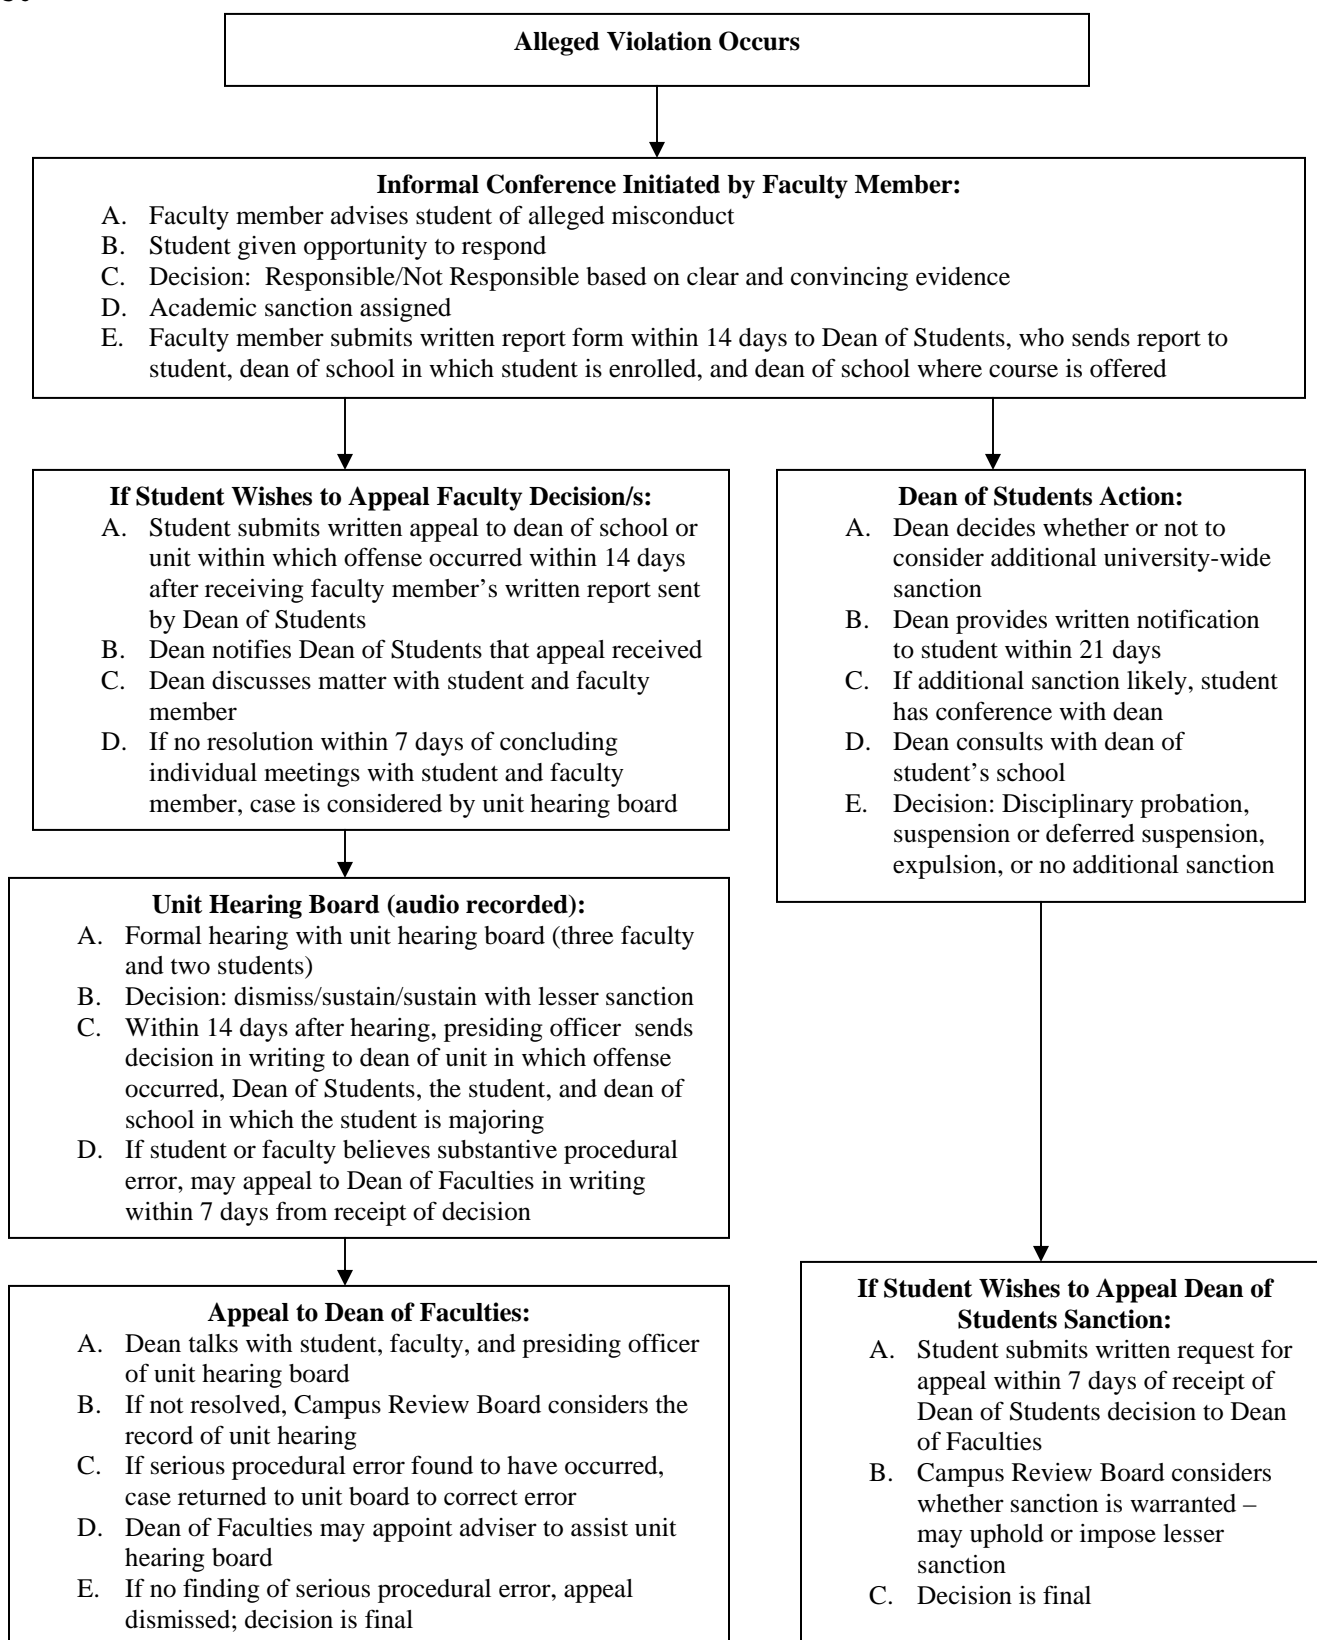 Alleged Violation Occurs
Informal Conference Initiated by Faculty Member:
A. Faculty member advises student of alleged misconduct
B. Student given opportunity to respond
C. Decision: Responsible/Not Responsible based on clear and convincing evidence
D. Academic sanction assigned
E. Faculty member submits written report form within 14 days to Dean of Students, who sends report to
student, dean of school in which student is enrolled, and dean of school where course is offered
If Student Wishes to Appeal Faculty Decision/s:
A. Student submits written appeal to dean of school or
unit within which offense occurred within 14 days
after receiving faculty member’s written report sent
by Dean of Students
B. Dean notifies Dean of Students that appeal received
C. Dean discusses matter with student and faculty
member
D. If no resolution within 7 days of concluding
individual meetings with student and faculty
member, case is considered by unit hearing board
Dean of Students Action:
A. Dean decides whether or not to
consider additional university-wide
sanction
B. Dean provides written notification
to student within 21 days
C. If additional sanction likely, student
has conference with dean
D. Dean consults with dean of
student’s school
E. Decision: Disciplinary probation,
suspension or deferred suspension,
expulsion, or no additional sanction
Unit Hearing Board (audio recorded):
A. Formal hearing with unit hearing board (three faculty
and two students)
B. Decision: dismiss/sustain/sustain with lesser sanction
C. Within 14 days after hearing, presiding officer sends
decision in writing to dean of unit in which offense
occurred, Dean of Students, the student, and dean of
school in which the student is majoring
D. If student or faculty believes substantive procedural
error, may appeal to Dean of Faculties in writing
within 7 days from receipt of decision
Appeal to Dean of Faculties:
A. Dean talks with student, faculty, and presiding officer
of unit hearing board
B. If not resolved, Campus Review Board considers the
record of unit hearing
C. If serious procedural error found to have occurred,
case returned to unit board to correct error
D. Dean of Faculties may appoint adviser to assist unit
hearing board
E. If no finding of serious procedural error, appeal
dismissed; decision is final
If Student Wishes to Appeal Dean of
Students Sanction:
A. Student submits written request for
appeal within 7 days of receipt of
Dean of Students decision to Dean
of Faculties
B. Campus Review Board considers
whether sanction is warranted –
may uphold or impose lesser
sanction
C. Decision is final